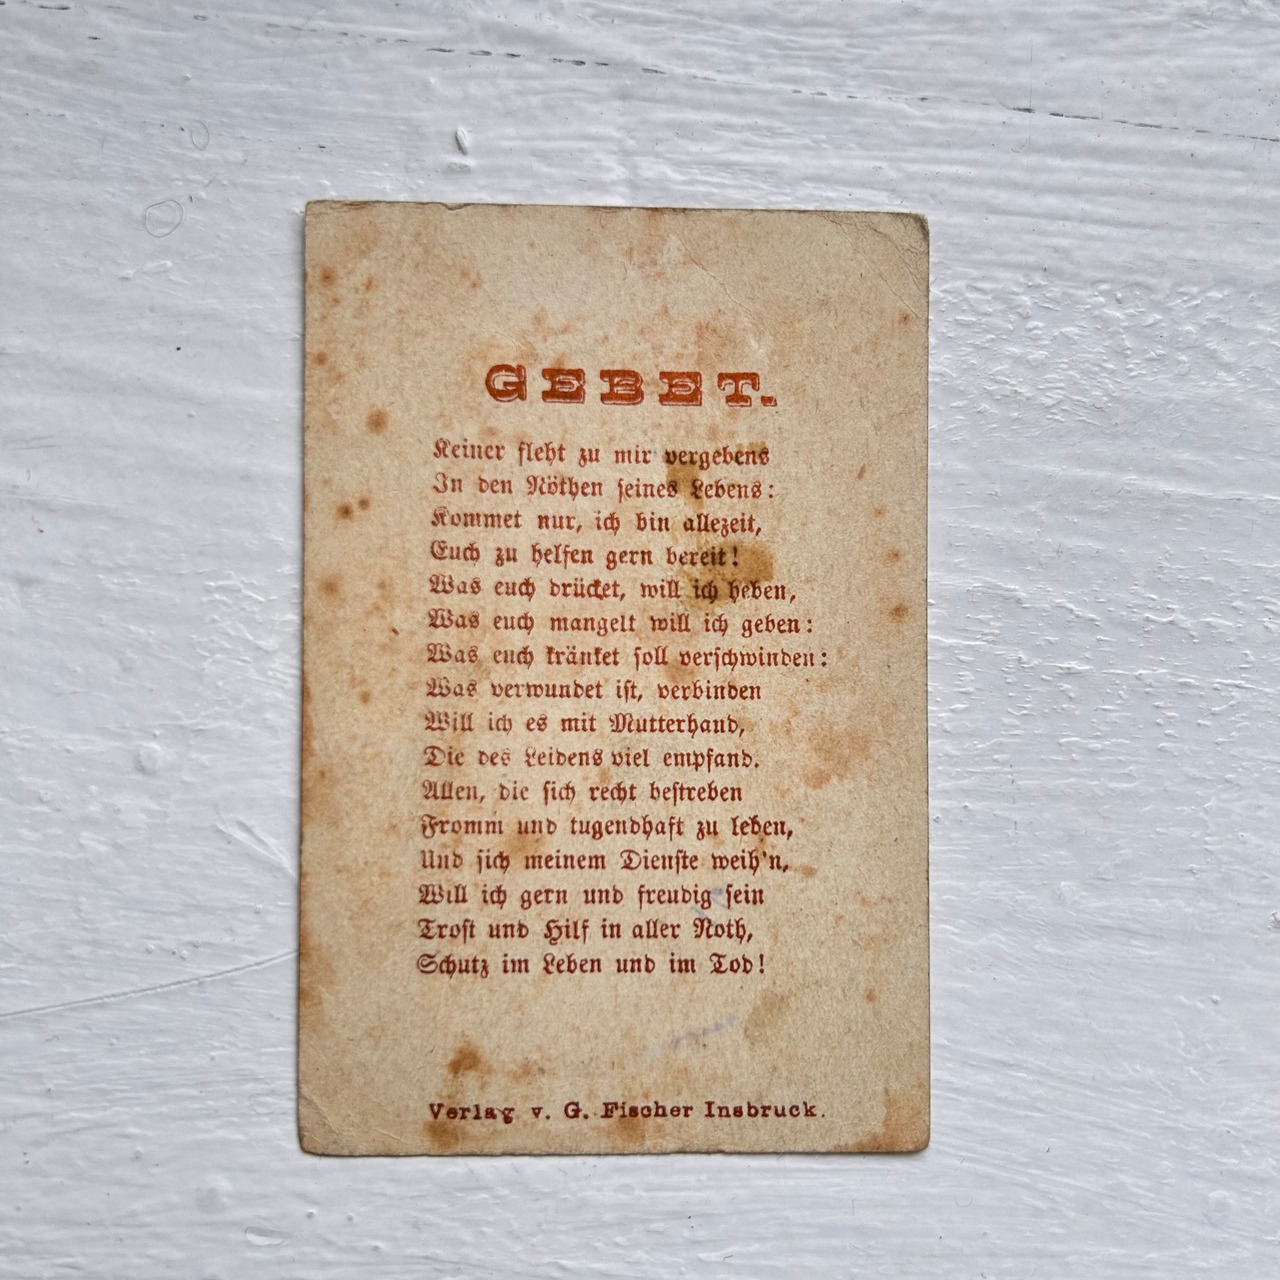 GEBET.
Keiner fleht zu mir vergebens
In den Nöthen seines Lebens:
Kommet nur, ich bin allezeit,
Euch zu helfen gern bereit!
Was euch drücket, will ich heben,
Was euch mangelt will ich geben:
Was euch kränket soll verschwinden:
Was verwundet ist, verbinden
Will ich es mit Mutterhand,
Die des Leidens viel empfand.
Allen, die sich recht bestreben
Fromm und tugendhaft zu leben,
Und sich meinem Dienste weih'n,
Will ich gern und freudig sein
Trost und Hilf in aller Noth,
Schutz im Leben und im Tod!
Verlag v. G. Fischer Insbruck.